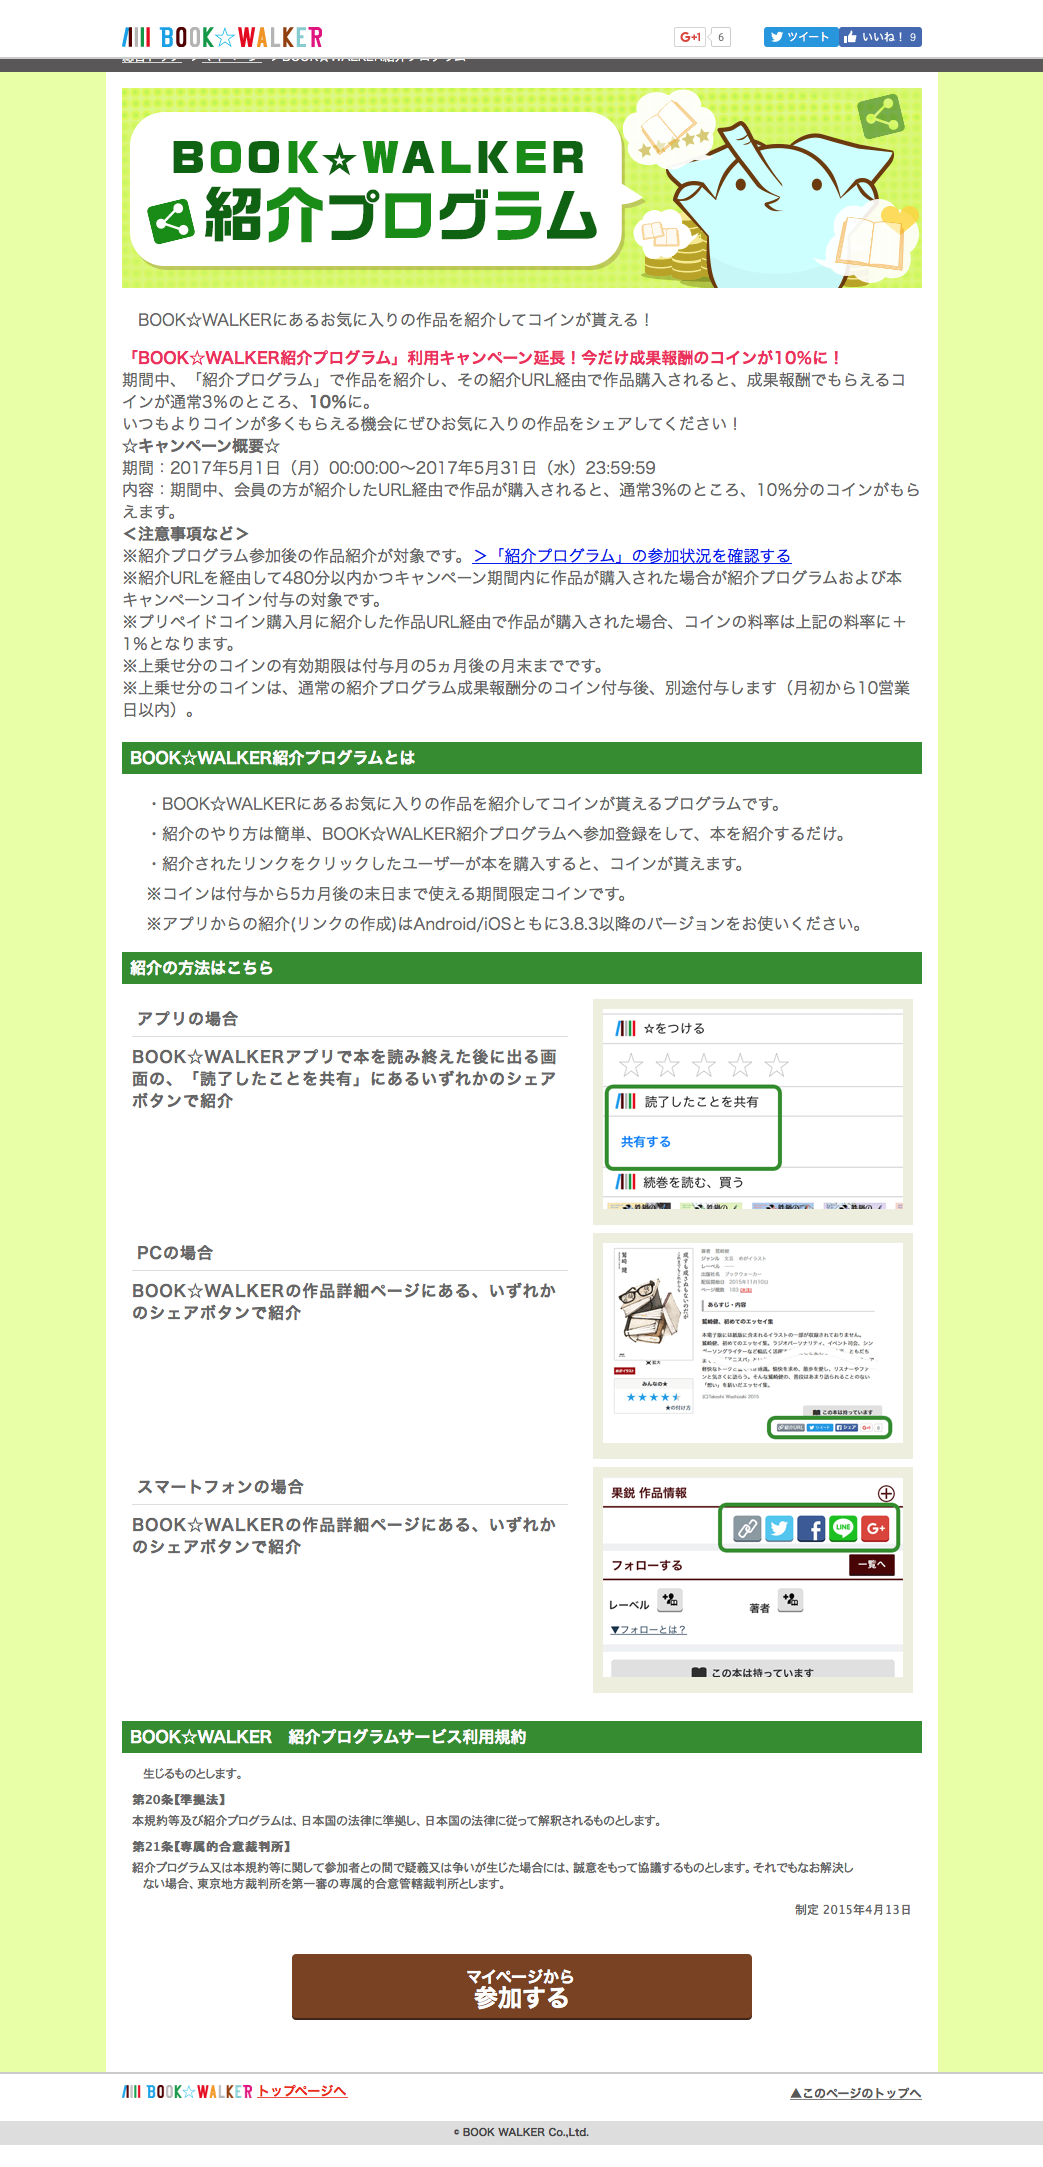 BOOK☆WALKER
G+1
6
ツイート
いいね！ 9
BOOK★WALKER
紹介プログラム
BOOK☆WALKERにあるお気に入りの作品を紹介してコインが貰える！
「BOOK☆WALKER紹介プログラム」利用キャンペーン延長！今だけ成果報酬のコインが10%に！
期間中、「紹介プログラム」で作品を紹介し、その紹介URL経由で作品購入されると、成果報酬でもらえるコ
インが通常3%のところ、10%に。
いつもよりコインが多くもらえる機会にぜひお気に入りの作品をシェアしてください！
☆キャンペーン概要☆
期間：2017年5月1日（月）00:00:00～2017年5月31日（水）23:59:59
内容：期間中、会員の方が紹介したURL経由で作品が購入されると、通常3%のところ、10%分のコインがもら
えます。
＜注意事項など＞
※紹介プログラム参加後の作品紹介が対象です。＞「紹介プログラム」の参加状況を確認する
※紹介URLを経由して480分以内かつキャンペーン期間内に作品が購入された場合が紹介プログラムおよび本
キャンペーンコイン付与の対象です。
※プリペイドコイン購入月に紹介した作品URL経由で作品が購入された場合、コインの料率は上記の料率に＋
1%となります。
※上乗せ分のコインの有効期限は付与月の5ヵ月後の月末までです。
※上乗せ分のコインは、通常の紹介プログラム成果報酬分のコイン付与後、別途付与します（月初から10営業
日以内）。
BOOK☆WALKER紹介プログラムとは
・BOOK☆WALKERにあるお気に入りの作品を紹介してコインが貰えるプログラムです。
・紹介のやり方は簡単、BOOK☆WALKER紹介プログラムへ参加登録をして、本を紹介するだけ。
・紹介されたリンクをクリックしたユーザーが本を購入すると、コインが貰えます。
※コインは付与から5カ月後の末日まで使える期間限定コインです。
※アプリからの紹介(リンクの作成)はAndroid/iOSともに3.8.3以降のバージョンをお使いください。
紹介の方法はこちら
アプリの場合
BOOK☆WALKERアプリで本を読み終えた後に出る画
面の、「読了したことを共有」にあるいずれかのシェア
ボタンで紹介
☆をつける
読了したことを共有
共有する
続巻を読む、買う
PCの場合
BOOK☆WALKERの作品詳細ページにある、いずれか
のシェアボタンで紹介
あらすじ・内容
鷲崎健、初めてのエッセイ集
みんなの★
★の付け方
この本は持っています
スマートフォンの場合
BOOK☆WALKERの作品詳細ページにある、いずれか
のシェアボタンで紹介
果鋭 作品情報
LINE
G+
フォローする
一覧へ
レーベル
著者
▼フォローとは？
この本は持っています
BOOK☆WALKER　紹介プログラムサービス利用規約
生じるものとします。
第20条【準拠法】
本規約等及び紹介プログラムは、日本国の法律に準拠し、日本国の法律に従って解釈されるものとします。
第21条【専属的合意裁判所】
紹介プログラム又は本規約等に関して参加者との間で疑義又は争いが生じた場合には、誠意をもって協議するものとします。それでもなお解決し
ない場合、東京地方裁判所を第一審の専属的合意管轄裁判所とします。
制定 2015年4月13日
マイページから
参加する
BOOK☆WALKER トップページへ
▲このページのトップへ
© BOOK WALKER Co.,Ltd.